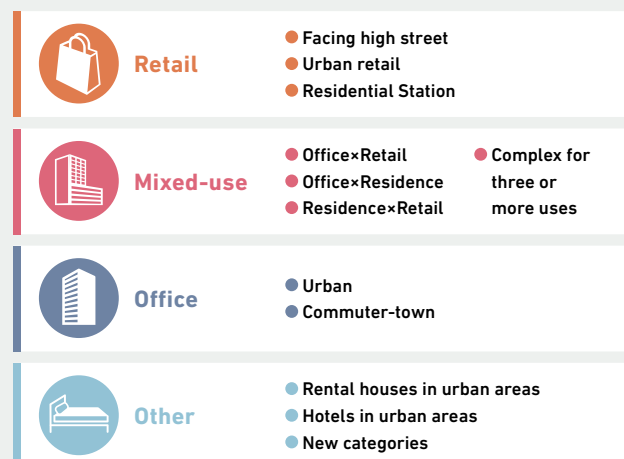 Retail
● Facing high street
● Urban retail
● Residential Station
Mixed-use
● Office×Retail
● Office×Residence
● Residence×Retail
● Complex for
three or
more uses
Office
● Urban
● Commuter-town
Other
● Rental houses in urban areas
● Hotels in urban areas
● New categories